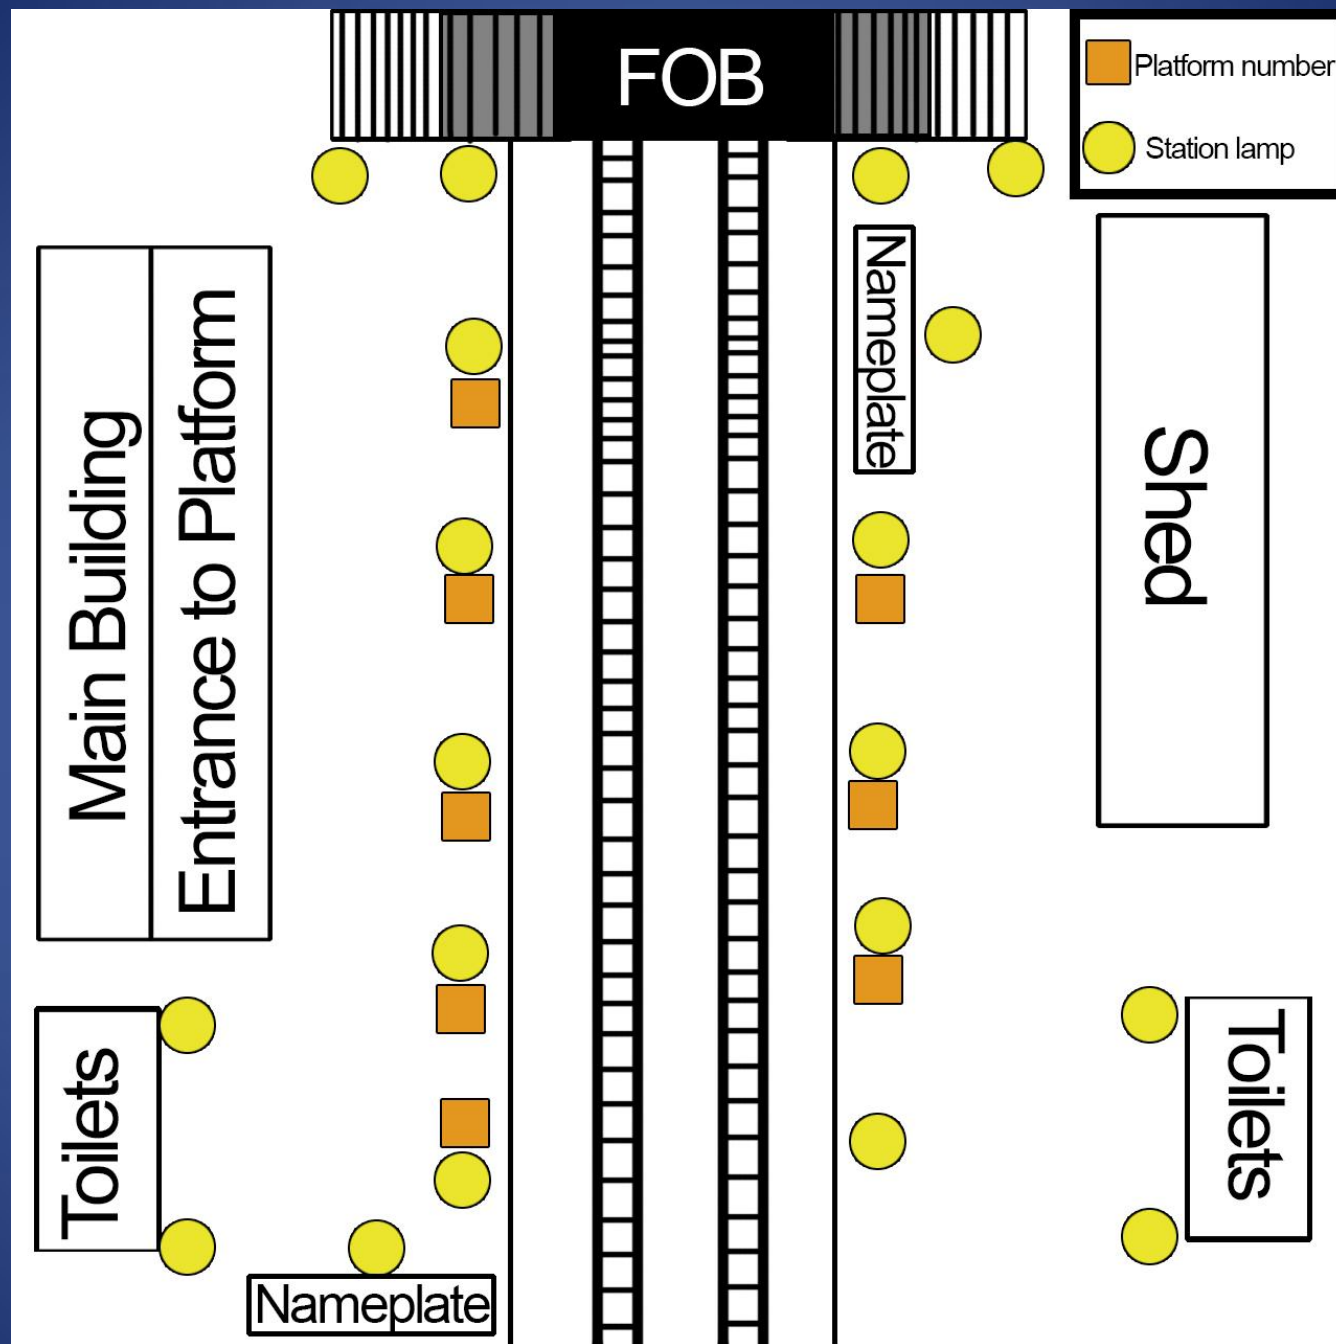 FOB
Platform number
Station lamp
Nameplate
Main Building
Entrance to Platform
Shed
Toilets
Toilets
Nameplate